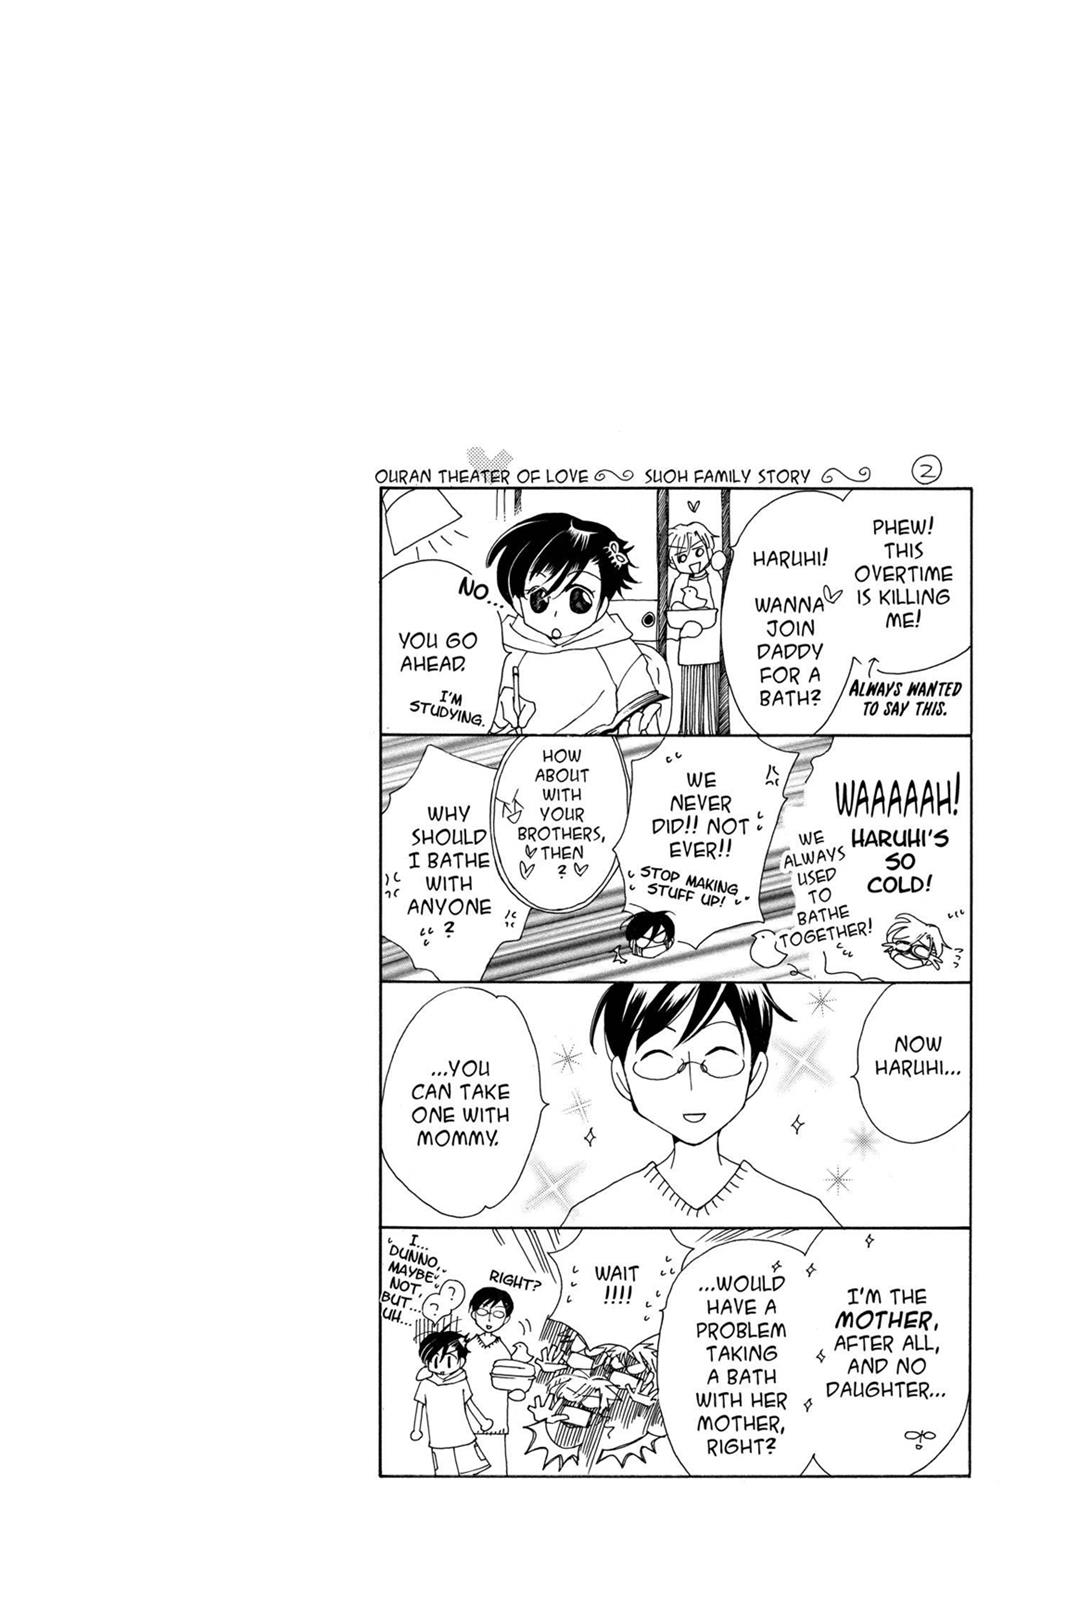 OURAN THEATER OF LOVE SUOH FAMILY STORY 2
PHEW!
THIS
OVERTIME
IS KILLING
ME!
ALWAYS WANTED
TO SAY THIS.
HARUHI!
WANNA
JOIN
DADDY
FOR A
BATH?
NO...
YOU GO
AHEAD.
I'M
STUDYING.
WAAAAAH!
HARUHI'S
SO
COLD!
WE
ALWAYS
USED
TO
BATHE
TOGETHER!
WE
NEVER
DID!! NOT
EVER!!
STOP MAKING
STUFF UP!
HOW
ABOUT
WITH
YOUR
BROTHERS,
THEN
?
WHY
SHOULD
I BATHE
WITH
ANYONE
?
NOW
HARUHI...
...YOU
CAN TAKE
ONE WITH
MOMMY.
I'M THE
MOTHER,
AFTER ALL,
AND NO
DAUGHTER...
...WOULD
HAVE A
PROBLEM
TAKING
A BATH
WITH HER
MOTHER,
RIGHT?
WAIT
!!!!
RIGHT?
I...
DUNNO,
MAYBE
NOT,
BUT...
UH...
? ?